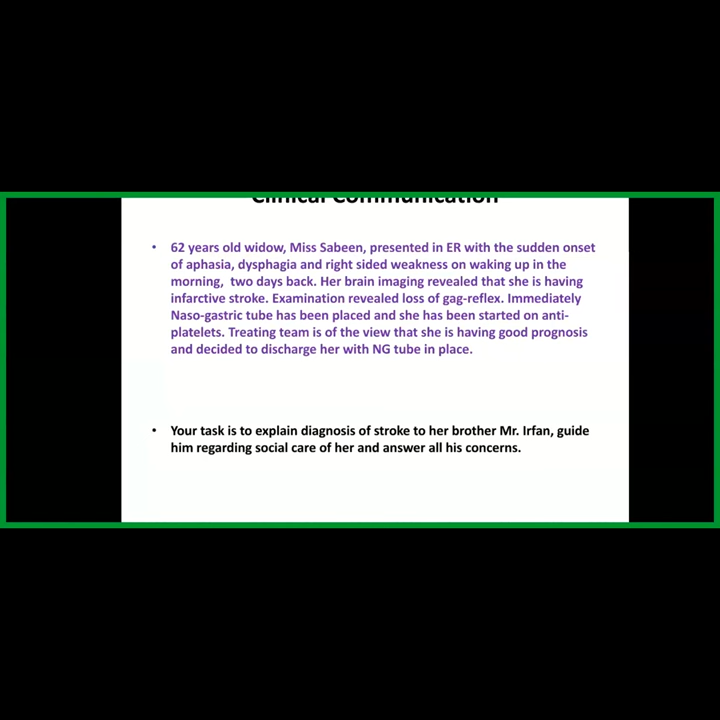 Clinical Communication
• 62 years old widow, Miss Sabeen, presented in ER with the sudden onset
of aphasia, dysphagia and right sided weakness on waking up in the
morning, two days back. Her brain imaging revealed that she is having
infarctive stroke. Examination revealed loss of gag-reflex. Immediately
Naso-gastric tube has been placed and she has been started on anti-
platelets. Treating team is of the view that she is having good prognosis
and decided to discharge her with NG tube in place.
• Your task is to explain diagnosis of stroke to her brother Mr. Irfan, guide
him regarding social care of her and answer all his concerns.